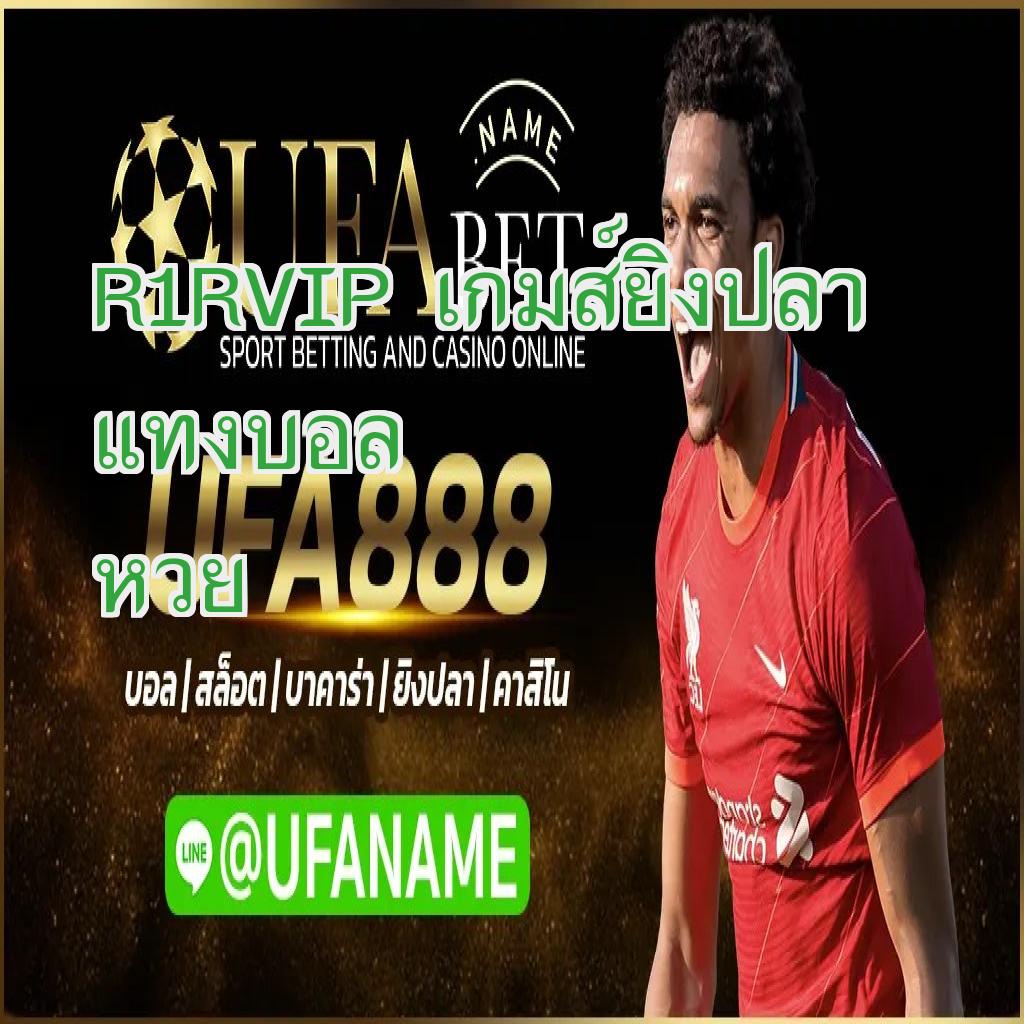 .NAME
UFA
BET
R1RVIP เกมส์ยิงปลา
SPORT BETTING AND CASINO ONLINE
แทงบอล
UFA888
หวย
บอล | สล็อต | บาคาร่า | ยิงปลา | คาสิโน
LINE @UFANAME